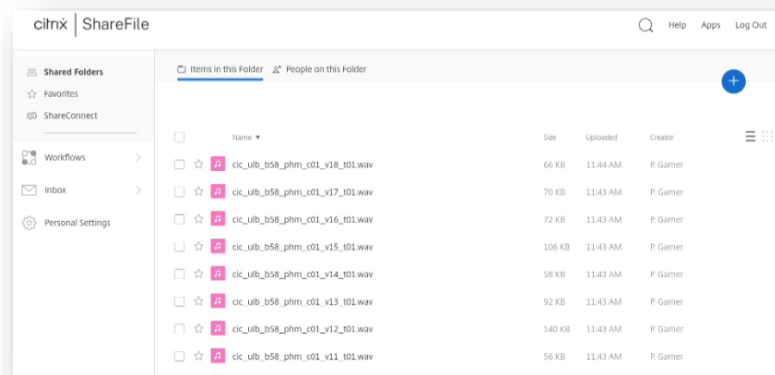 citrix | ShareFile
Help Apps Log Out
Shared Folders
Favorites
ShareConnect
Workflows
Inbox
Personal Settings
Items in this Folder People on this Folder
Name Size Uploaded Creator
cic_ulb_b58_phm_c01_v18_t01.wav 66 KB 11:44 AM P. Gamer
cic_ulb_b58_phm_c01_v17_t01.wav 70 KB 11:43 AM P. Gamer
cic_ulb_b58_phm_c01_v16_t01.wav 72 KB 11:43 AM P. Gamer
cic_ulb_b58_phm_c01_v15_t01.wav 106 KB 11:43 AM P. Gamer
cic_ulb_b58_phm_c01_v14_t01.wav 58 KB 11:43 AM P. Gamer
cic_ulb_b58_phm_c01_v13_t01.wav 92 KB 11:43 AM P. Gamer
cic_ulb_b58_phm_c01_v12_t01.wav 140 KB 11:43 AM P. Gamer
cic_ulb_b58_phm_c01_v11_t01.wav 56 KB 11:43 AM P. Gamer